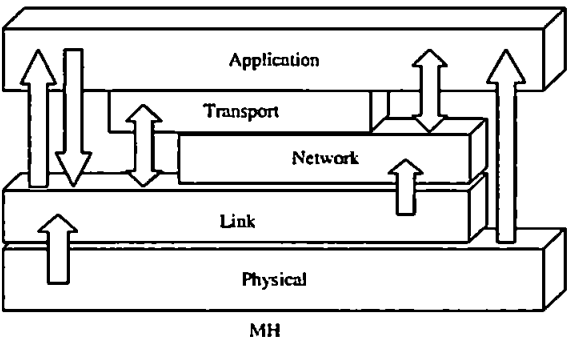 Application
Transport
Network
Link
Physical
MH